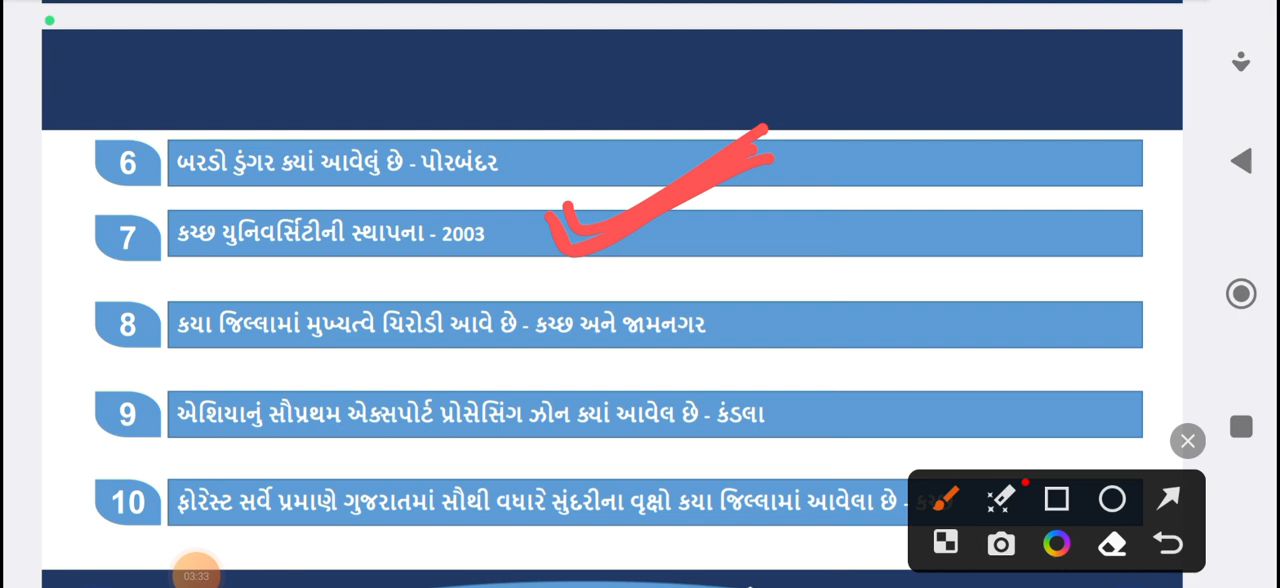 6 બરડો ડુંગર ક્યાં આવેલું છે - પોરબંદર
7 કચ્છ યુનિવર્સિટીની સ્થાપના - 2003
8 કયા જિલ્લામાં મુખ્યત્વે ચિરોડી આવે છે - કચ્છ અને જામનગર
9 એશિયાનું સૌપ્રથમ એક્સપોર્ટ પ્રોસેસિંગ ઝોન ક્યાં આવેલ છે - કંડલા
10 ફોરેસ્ટ સર્વે પ્રમાણે ગુજરાતમાં સૌથી વધારે સુંદરીના વૃક્ષો કયા જિલ્લામાં આવેલા છે -
03:33